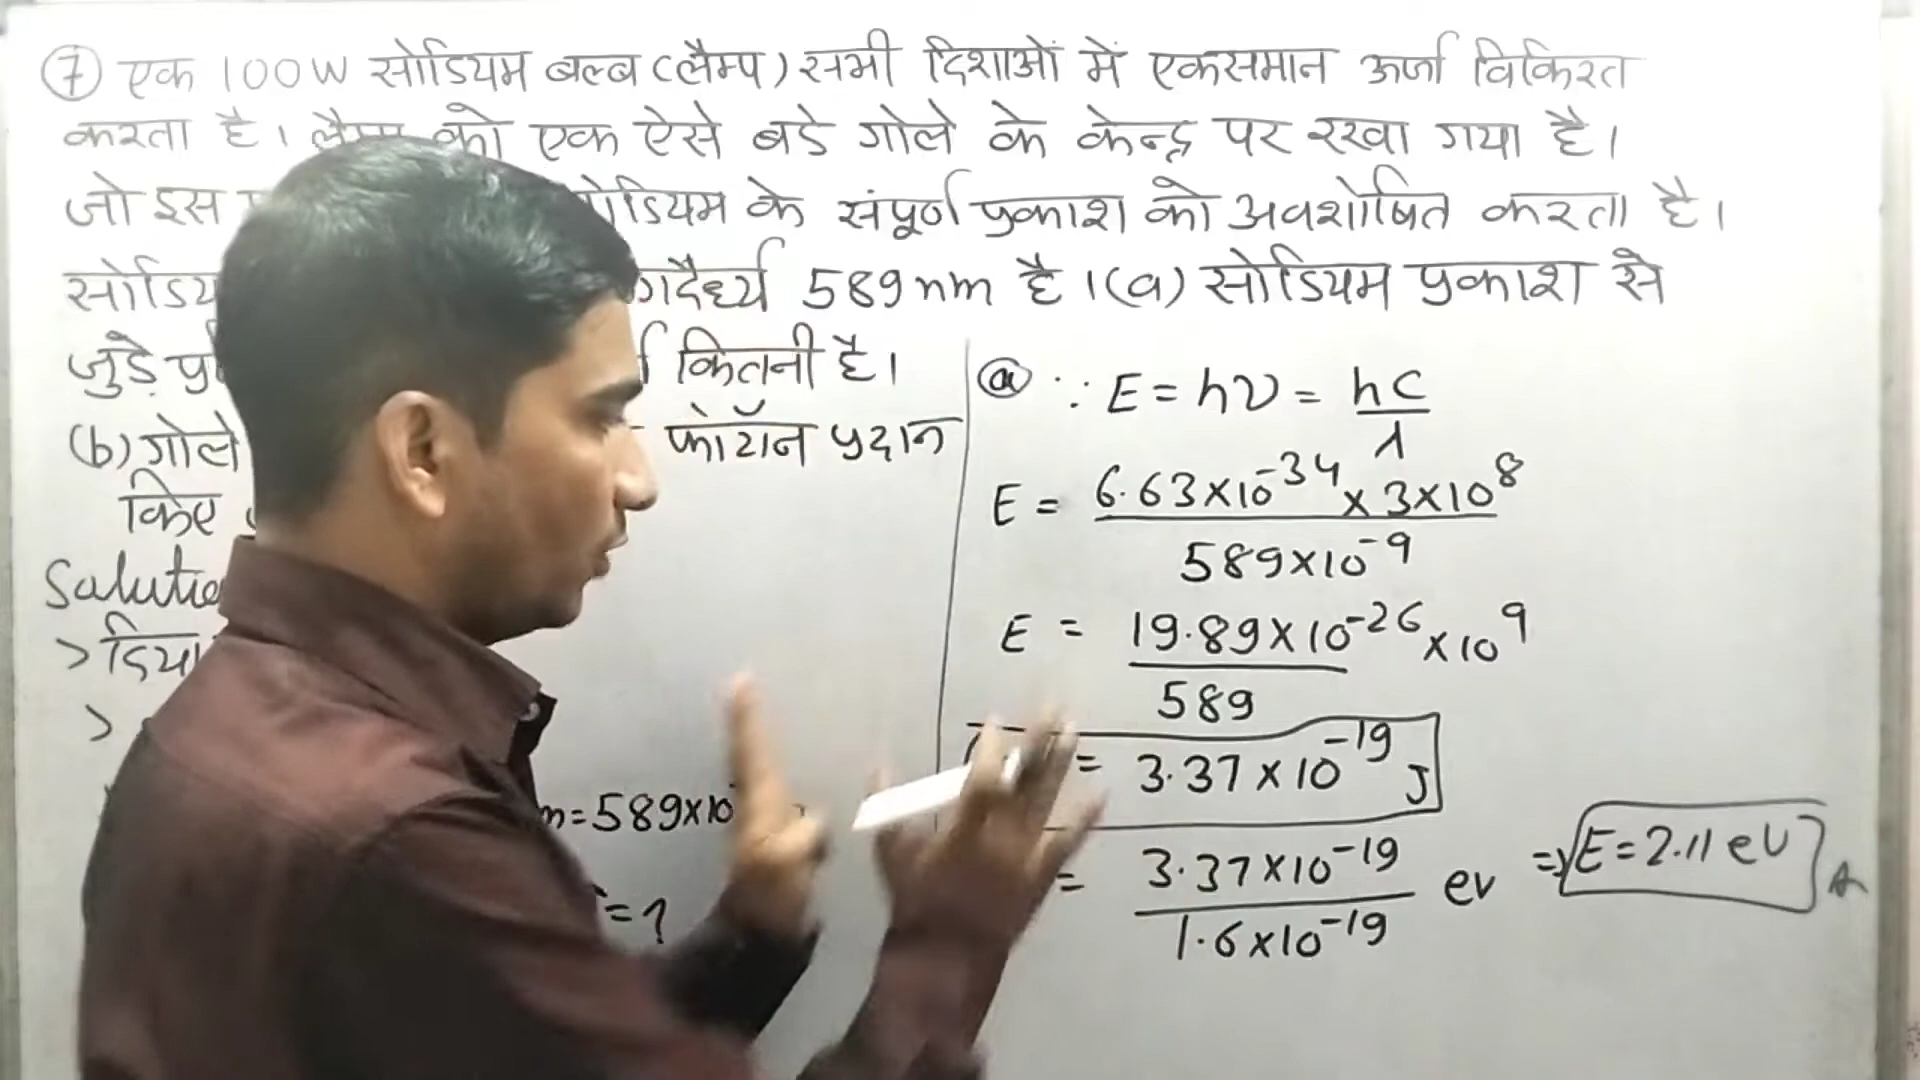 ⑦ एक 100W सोडियम बल्ब (लैम्प) सभी दिशाओं में एकसमान ऊर्जा विकिरत
करता है। लैम्प को एक ऐसे बडे गोले के केन्द्र पर रखा गया है।
जो इस सोडियम के संपूर्ण प्रकाश को अवशोषित करता है।
सोडिय गदैर्ध्य 589nm है।(a) सोडियम प्रकाश से
जुड़े कितनी है।
(b) गोले फोटॉन प्रदान
किए
Solutio
> दिया
>
m=589×10
=?
ⓐ ∵ E = hν = hc/λ
E = 6.63×10⁻³⁴ × 3×10⁸
589×10⁻⁹
E = 19.89×10⁻²⁶ × 10⁹
589
= 3.37×10⁻¹⁹ J
= 3.37×10⁻¹⁹ ev ⇒ E=2.11 eV
1.6×10⁻¹⁹